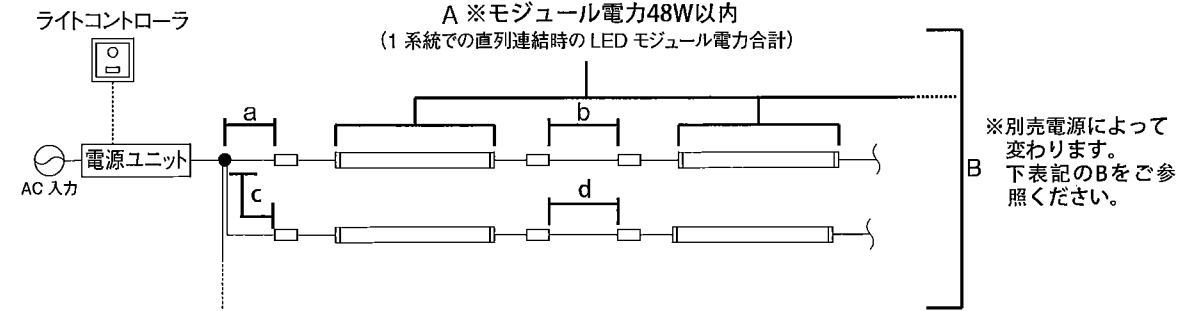 A ※モジュール電力48W以内
(1 系統での直列連結時の LED モジュール電力合計)
ライトコントローラ
a
b
電源ユニット
AC 入力
c
d
B
※別売電源によって
変わります。
下表記のBをご参
照ください。